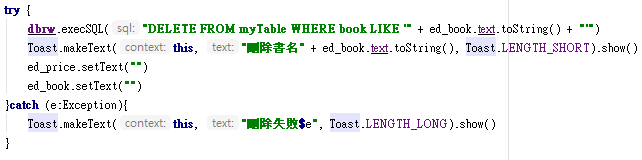 try {
dbrw.execSQL( sql: "DELETE FROM myTable WHERE book LIKE '" + ed_book.text.toString() + "'")
Toast.makeText( context: this, text: "刪除書名" + ed_book.text.toString(), Toast.LENGTH_SHORT).show()
ed_price.setText("")
ed_book.setText("")
}catch (e:Exception){
Toast.makeText( context: this, text: "刪除失敗$e", Toast.LENGTH_LONG).show()
}